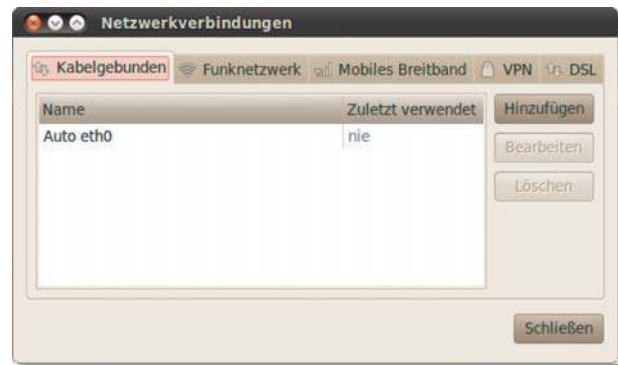 Netzwerkverbindungen
Kabelgebunden Funknetzwerk Mobiles Breitband VPN DSL
Name Zuletzt verwendet Hinzufügen
Auto eth0 nie
Bearbeiten
Löschen
Schließen